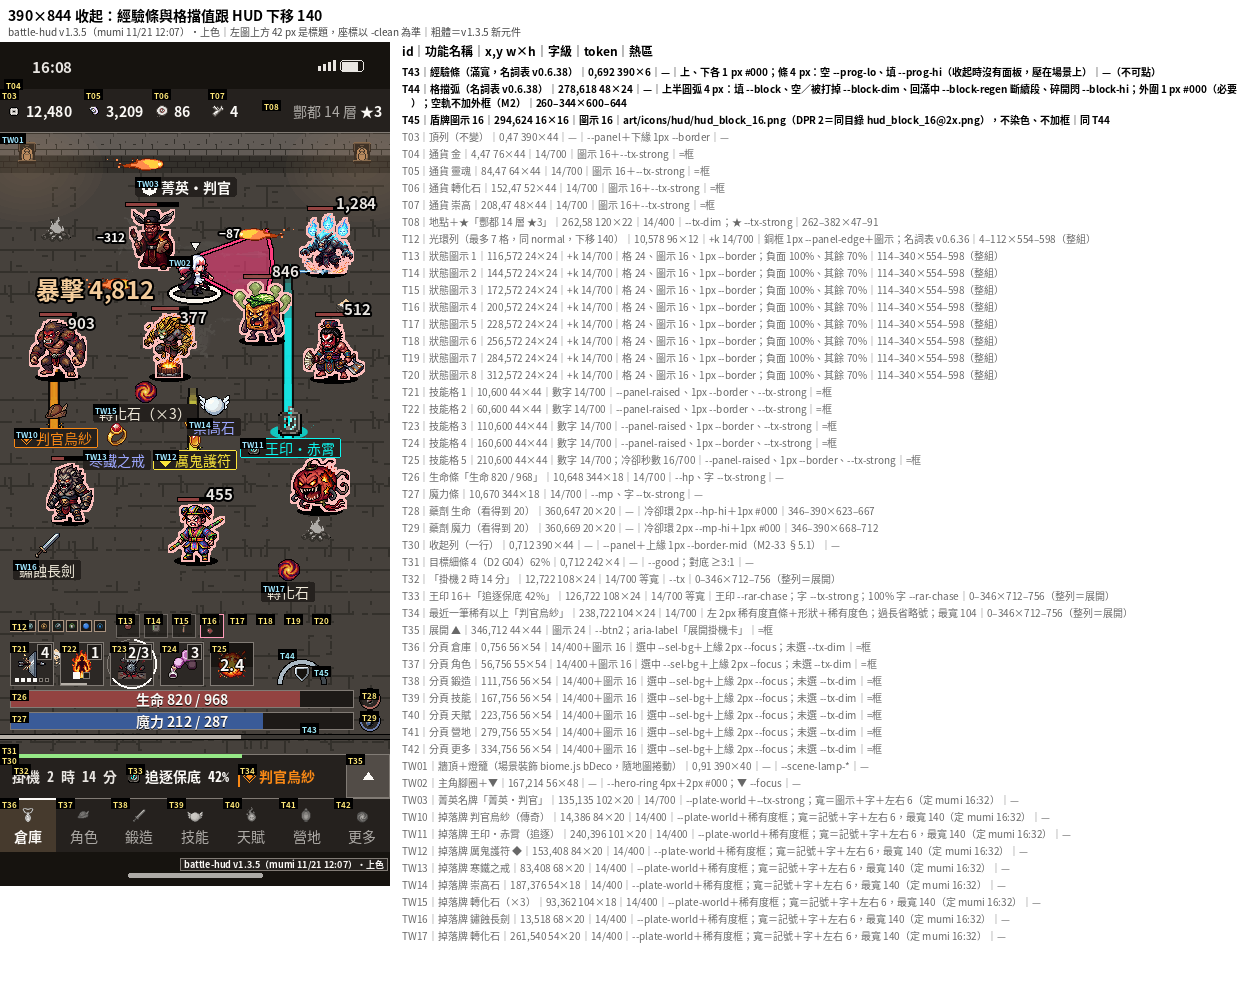 390×844 收起：經驗條與格擋值跟 HUD 下移 140
battle-hud v1.3.5（mumi 11/21 12:07）・上色｜左圖上方 42 px 是標題，座標以 -clean 為準｜粗體＝v1.3.5 新元件
16:08
T04
T03 T05 T06 T07 T08
12,480 3,209 86 4 酆都 14 層 ★3
TW01
TW03 菁英・判官
1,284
−312
−87
TW02
846
暴擊 4,812
903
377
512
TW15 轉化石（×3）
TW14 崇高石
TW10 判官烏紗
TW11 王印・赤霄
TW13 寒鐵之戒
TW12 厲鬼護符
455
TW16 鏽蝕長劍
TW17 轉化石
T12 T13 T14 T15 T16 T17 T18 T19 T20
T21 4 T22 1 T23 2/3 T24 3 T25 2.4 T44 T45
T26 生命 820 / 968 T28
T27 魔力 212 / 287 T29
T43
T31
T30 T35
T32 掛機 2 時 14 分 T33 追逐保底 42% T34 判官烏紗
T36 T37 T38 T39 T40 T41 T42
倉庫 角色 鍛造 技能 天賦 營地 更多
battle-hud v1.3.5（mumi 11/21 12:07）・上色
id｜功能名稱｜x,y w×h｜字級｜token｜熱區
T43｜經驗條（滿寬，名詞表 v0.6.38）｜0,692 390×6｜—｜上、下各 1 px #000；條 4 px：空 --prog-lo、填 --prog-hi（收起時沒有面板，壓在場景上）｜—（不可點）
T44｜格擋弧（名詞表 v0.6.38）｜278,618 48×24｜—｜上半圓弧 4 px：填 --block、空／被打掉 --block-dim、回滿中 --block-regen 斷續段、碎開閃 --block-hi；外圍 1 px #000（必要
）；空軌不加外框（M2）｜260–344×600–644
T45｜盾牌圖示 16｜294,624 16×16｜圖示 16｜art/icons/hud/hud_block_16.png（DPR 2＝同目錄 hud_block_16@2x.png），不染色、不加框｜同 T44
T03｜頂列（不變）｜0,47 390×44｜—｜--panel＋下緣 1px --border｜—
T04｜通貨 金｜4,47 76×44｜14/700｜圖示 16＋--tx-strong｜=框
T05｜通貨 靈魂｜84,47 64×44｜14/700｜圖示 16＋--tx-strong｜=框
T06｜通貨 轉化石｜152,47 52×44｜14/700｜圖示 16＋--tx-strong｜=框
T07｜通貨 崇高｜208,47 48×44｜14/700｜圖示 16＋--tx-strong｜=框
T08｜地點＋★「酆都 14 層 ★3」｜262,58 120×22｜14/400｜--tx-dim；★ --tx-strong｜262–382×47–91
T12｜光環列（最多 7 格，同 normal，下移 140）｜10,578 96×12｜+k 14/700｜銅框 1px --panel-edge＋圖示；名詞表 v0.6.36｜4–112×554–598（整組）
T13｜狀態圖示 1｜116,572 24×24｜+k 14/700｜格 24、圖示 16、1px --border；負面 100%、其餘 70%｜114–340×554–598（整組）
T14｜狀態圖示 2｜144,572 24×24｜+k 14/700｜格 24、圖示 16、1px --border；負面 100%、其餘 70%｜114–340×554–598（整組）
T15｜狀態圖示 3｜172,572 24×24｜+k 14/700｜格 24、圖示 16、1px --border；負面 100%、其餘 70%｜114–340×554–598（整組）
T16｜狀態圖示 4｜200,572 24×24｜+k 14/700｜格 24、圖示 16、1px --border；負面 100%、其餘 70%｜114–340×554–598（整組）
T17｜狀態圖示 5｜228,572 24×24｜+k 14/700｜格 24、圖示 16、1px --border；負面 100%、其餘 70%｜114–340×554–598（整組）
T18｜狀態圖示 6｜256,572 24×24｜+k 14/700｜格 24、圖示 16、1px --border；負面 100%、其餘 70%｜114–340×554–598（整組）
T19｜狀態圖示 7｜284,572 24×24｜+k 14/700｜格 24、圖示 16、1px --border；負面 100%、其餘 70%｜114–340×554–598（整組）
T20｜狀態圖示 8｜312,572 24×24｜+k 14/700｜格 24、圖示 16、1px --border；負面 100%、其餘 70%｜114–340×554–598（整組）
T21｜技能格 1｜10,600 44×44｜數字 14/700｜--panel-raised、1px --border、--tx-strong｜=框
T22｜技能格 2｜60,600 44×44｜數字 14/700｜--panel-raised、1px --border、--tx-strong｜=框
T23｜技能格 3｜110,600 44×44｜數字 14/700｜--panel-raised、1px --border、--tx-strong｜=框
T24｜技能格 4｜160,600 44×44｜數字 14/700｜--panel-raised、1px --border、--tx-strong｜=框
T25｜技能格 5｜210,600 44×44｜數字 14/700；冷卻秒數 16/700｜--panel-raised、1px --border、--tx-strong｜=框
T26｜生命條「生命 820 / 968」｜10,648 344×18｜14/700｜--hp、字 --tx-strong｜—
T27｜魔力條｜10,670 344×18｜14/700｜--mp、字 --tx-strong｜—
T28｜藥劑 生命（看得到 20）｜360,647 20×20｜—｜冷卻環 2px --hp-hi＋1px #000｜346–390×623–667
T29｜藥劑 魔力（看得到 20）｜360,669 20×20｜—｜冷卻環 2px --mp-hi＋1px #000｜346–390×668–712
T30｜收起列（一行）｜0,712 390×44｜—｜--panel＋上緣 1px --border-mid（M2-33 §5.1）｜—
T31｜目標細條 4（D2 G04）62%｜0,712 242×4｜—｜--good；對底 ≥3:1｜—
T32｜「掛機 2 時 14 分」｜12,722 108×24｜14/700 等寬｜--tx｜0–346×712–756（整列＝展開）
T33｜王印 16＋「追逐保底 42%」｜126,722 108×24｜14/700 等寬｜王印 --rar-chase；字 --tx-strong；100% 字 --rar-chase｜0–346×712–756（整列＝展開）
T34｜最近一筆稀有以上「判官烏紗」｜238,722 104×24｜14/700｜左 2px 稀有度直條＋形狀＋稀有度色；過長省略號；最寬 104｜0–346×712–756（整列＝展開）
T35｜展開 ▲｜346,712 44×44｜圖示 24｜--btn2；aria-label「展開掛機卡」｜=框
T36｜分頁 倉庫｜0,756 56×54｜14/400＋圖示 16｜選中 --sel-bg＋上緣 2px --focus；未選 --tx-dim｜=框
T37｜分頁 角色｜56,756 55×54｜14/400＋圖示 16｜選中 --sel-bg＋上緣 2px --focus；未選 --tx-dim｜=框
T38｜分頁 鍛造｜111,756 56×54｜14/400＋圖示 16｜選中 --sel-bg＋上緣 2px --focus；未選 --tx-dim｜=框
T39｜分頁 技能｜167,756 56×54｜14/400＋圖示 16｜選中 --sel-bg＋上緣 2px --focus；未選 --tx-dim｜=框
T40｜分頁 天賦｜223,756 56×54｜14/400＋圖示 16｜選中 --sel-bg＋上緣 2px --focus；未選 --tx-dim｜=框
T41｜分頁 營地｜279,756 55×54｜14/400＋圖示 16｜選中 --sel-bg＋上緣 2px --focus；未選 --tx-dim｜=框
T42｜分頁 更多｜334,756 56×54｜14/400＋圖示 16｜選中 --sel-bg＋上緣 2px --focus；未選 --tx-dim｜=框
TW01｜牆頂＋燈籠（場景裝飾 biome.js bDeco，隨地圖捲動）｜0,91 390×40｜—｜--scene-lamp-*｜—
TW02｜主角腳圈＋▼｜167,214 56×48｜—｜--hero-ring 4px＋2px #000；▼ --focus｜—
TW03｜菁英名牌「菁英・判官」｜135,135 102×20｜14/700｜--plate-world＋--tx-strong；寬＝圖示＋字＋左右 6（定 mumi 16:32）｜—
TW10｜掉落牌 判官烏紗（傳奇）｜14,386 84×20｜14/400｜--plate-world＋稀有度框；寬＝記號＋字＋左右 6，最寬 140（定 mumi 16:32）｜—
TW11｜掉落牌 王印・赤霄（追逐）｜240,396 101×20｜14/400｜--plate-world＋稀有度框；寬＝記號＋字＋左右 6，最寬 140（定 mumi 16:32）｜—
TW12｜掉落牌 厲鬼護符 ◆｜153,408 84×20｜14/400｜--plate-world＋稀有度框；寬＝記號＋字＋左右 6，最寬 140（定 mumi 16:32）｜—
TW13｜掉落牌 寒鐵之戒｜83,408 68×20｜14/400｜--plate-world＋稀有度框；寬＝記號＋字＋左右 6，最寬 140（定 mumi 16:32）｜—
TW14｜掉落牌 崇高石｜187,376 54×18｜14/400｜--plate-world＋稀有度框；寬＝記號＋字＋左右 6，最寬 140（定 mumi 16:32）｜—
TW15｜掉落牌 轉化石（×3）｜93,362 104×18｜14/400｜--plate-world＋稀有度框；寬＝記號＋字＋左右 6，最寬 140（定 mumi 16:32）｜—
TW16｜掉落牌 鏽蝕長劍｜13,518 68×20｜14/400｜--plate-world＋稀有度框；寬＝記號＋字＋左右 6，最寬 140（定 mumi 16:32）｜—
TW17｜掉落牌 轉化石｜261,540 54×20｜14/400｜--plate-world＋稀有度框；寬＝記號＋字＋左右 6，最寬 140（定 mumi 16:32）｜—